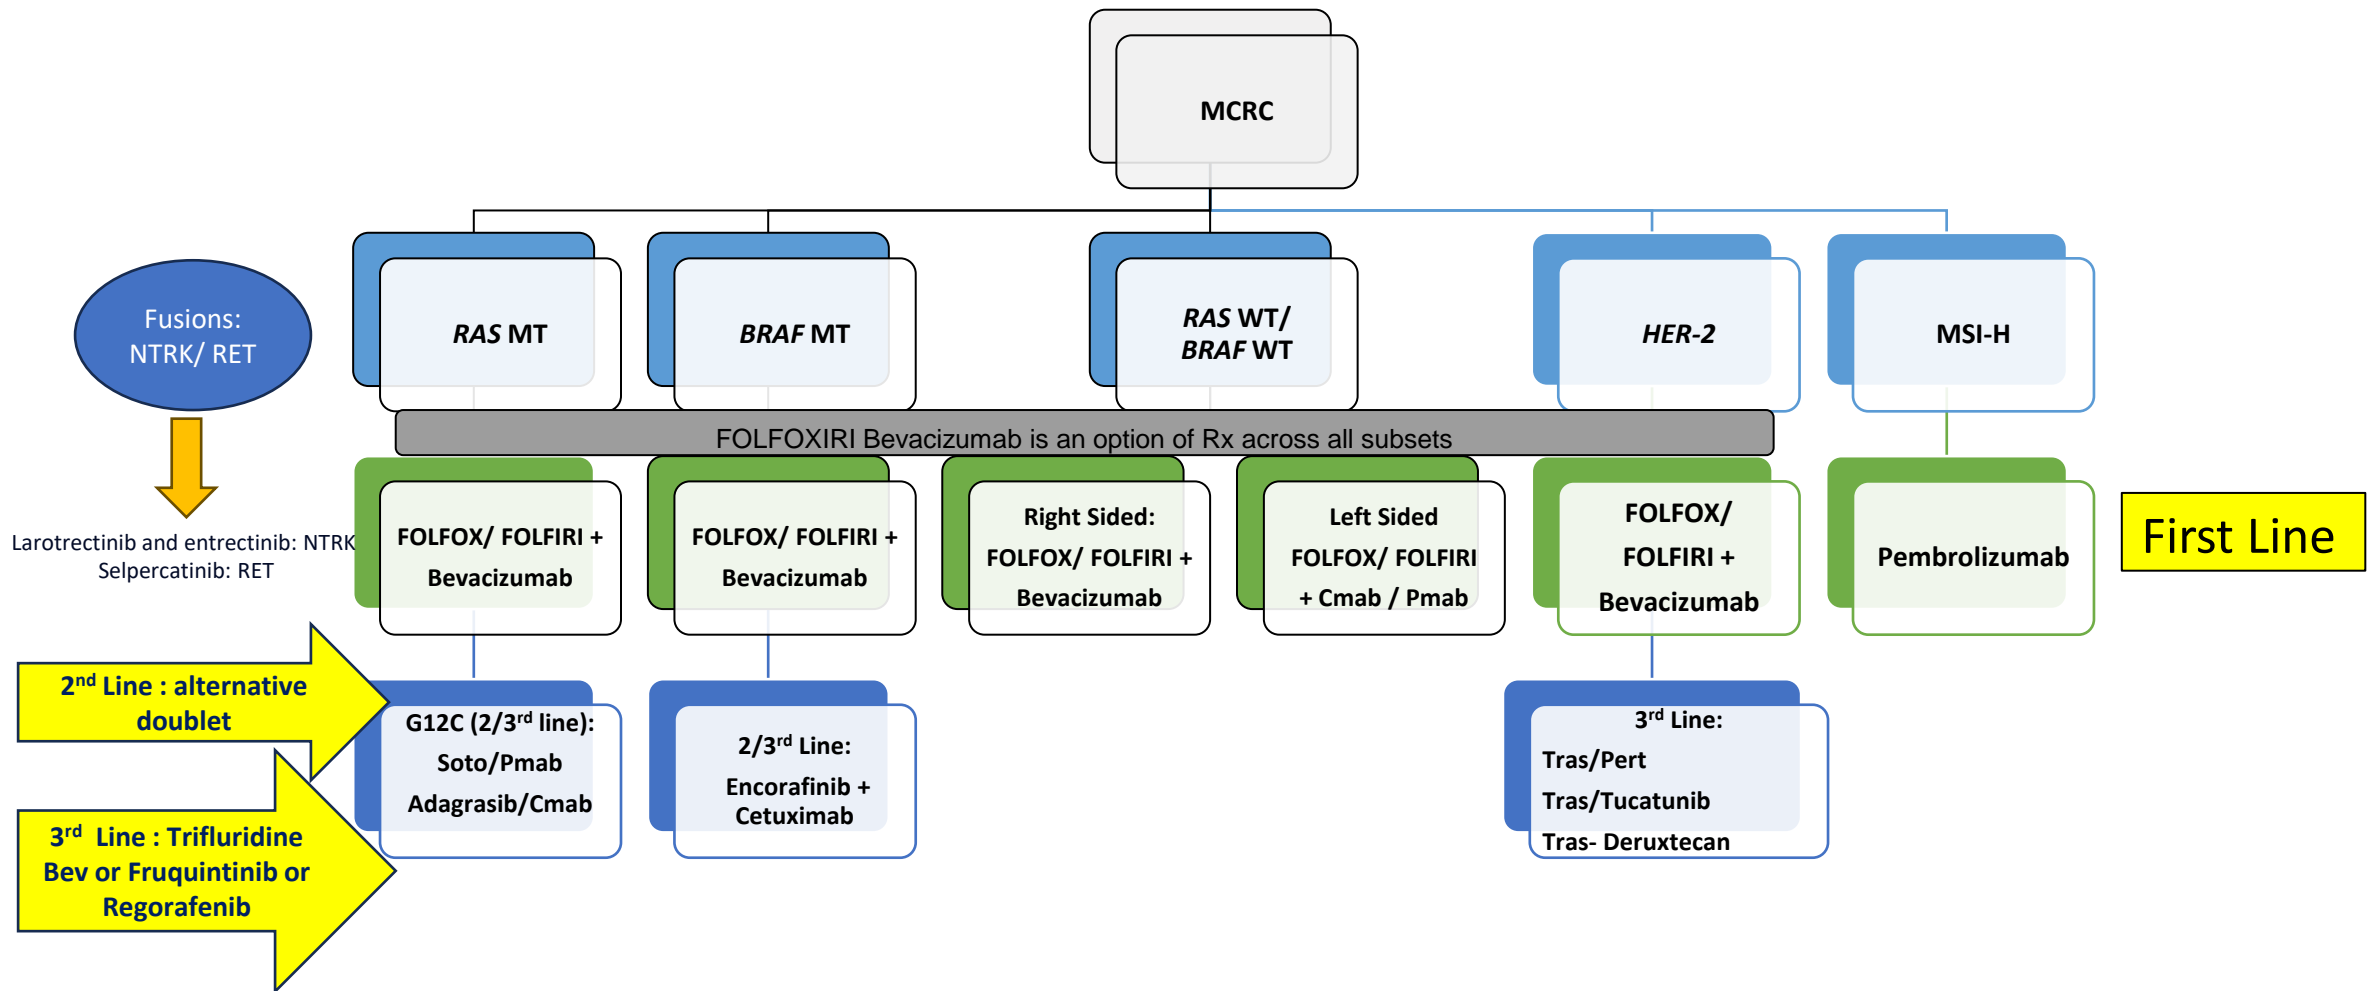 MCRC
Fusions:
NTRK/ RET
RAS MT
BRAF MT
RAS WT/
BRAF WT
HER-2
MSI-H
FOLFOXIRI Bevacizumab is an option of Rx across all subsets
Larotrectinib and entrectinib: NTRK
Selpercatinib: RET
FOLFOX/ FOLFIRI +
Bevacizumab
FOLFOX/ FOLFIRI +
Bevacizumab
Right Sided:
FOLFOX/ FOLFIRI +
Bevacizumab
Left Sided
FOLFOX/ FOLFIRI
+ Cmab / Pmab
FOLFOX/
FOLFIRI +
Bevacizumab
Pembrolizumab
First Line
2nd Line : alternative
doublet
G12C (2/3rd line):
Soto/Pmab
Adagrasib/Cmab
2/3rd Line:
Encorafinib +
Cetuximab
3rd Line:
Tras/Pert
Tras/Tucatunib
Tras- Deruxtecan
3rd Line : Trifluridine
Bev or Fruquintinib or
Regorafenib